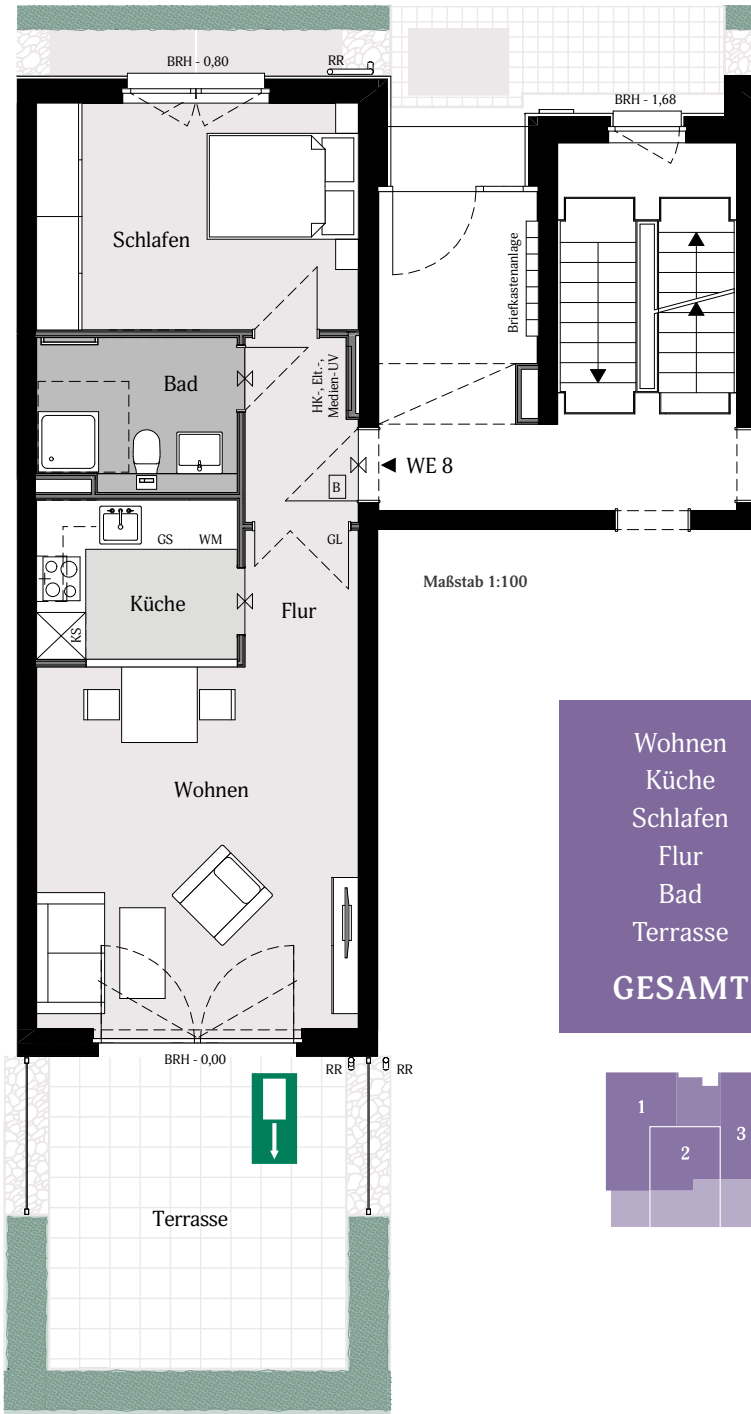 BRH - 0,80
RR
BRH - 1,68
Schlafen
Briefkastenanlage
Bad
HK-, Elt.-,
Medien-UV
WE 8
B
GS
WM
GL
Maßstab 1:100
Küche
Flur
KS
Wohnen
Wohnen
Küche
Schlafen
Flur
Bad
Terrasse
GESAMT
BRH - 0,00
RR
RR
1
2
3
Terrasse